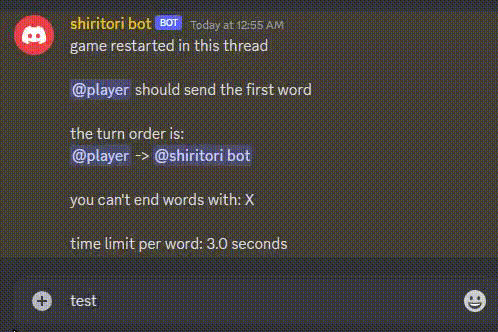 shiritori bot BOT Today at 12:55 AM
game restarted in this thread
@player should send the first word
the turn order is:
@player -> @shiritori bot
you can't end words with: X
time limit per word: 3.0 seconds
test